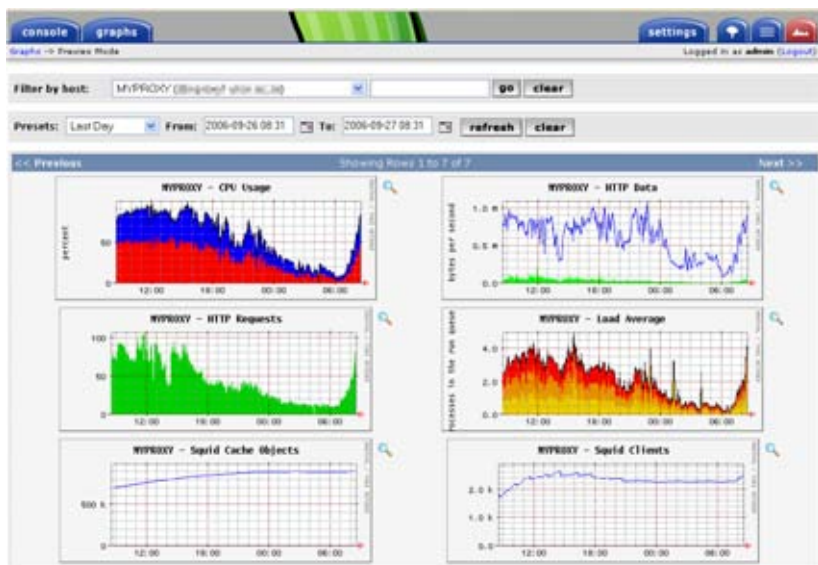 console graphs settings
Graphs -> Preview Mode Logged in as admin (Logout)
Filter by host: MYPROXY go clear
Presets: Last Day From: 2006-09-26 08:31 To: 2006-09-27 08:31 refresh clear
<< Previous Showing Rows 1 to 7 of 7 Next >>
MYPROXY - CPU Usage
percent
50
0
12:00 18:00 00:00 06:00
MYPROXY - HTTP Data
bytes per second
1.0 M
0.5 M
0.0
12:00 18:00 00:00 06:00
MYPROXY - HTTP Requests
100
50
0
12:00 18:00 00:00 06:00
MYPROXY - Load Average
processes in the run queue
4.0
2.0
0.0
12:00 18:00 00:00 06:00
MYPROXY - Squid Cache Objects
500 k
0
12:00 18:00 00:00 06:00
MYPROXY - Squid Clients
2.0 k
1.0 k
0.0
12:00 18:00 00:00 06:00